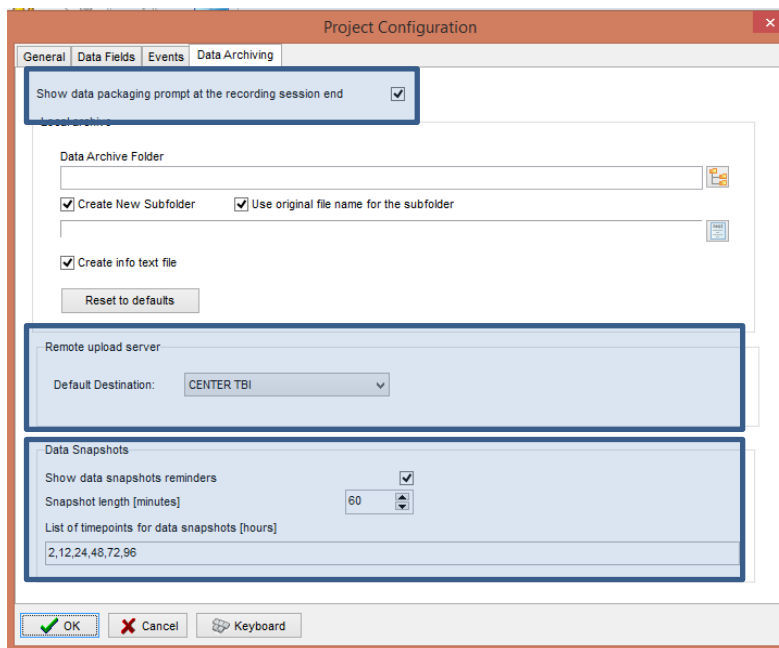 Project Configuration
General Data Fields Events Data Archiving
Show data packaging prompt at the recording session end
Local archive
Data Archive Folder
Create New Subfolder Use original file name for the subfolder
Create info text file
Reset to defaults
Remote upload server
Default Destination: CENTER TBI
Data Snapshots
Show data snapshots reminders
Snapshot length [minutes] 60
List of timepoints for data snapshots [hours]
2,12,24,48,72,96
OK Cancel Keyboard